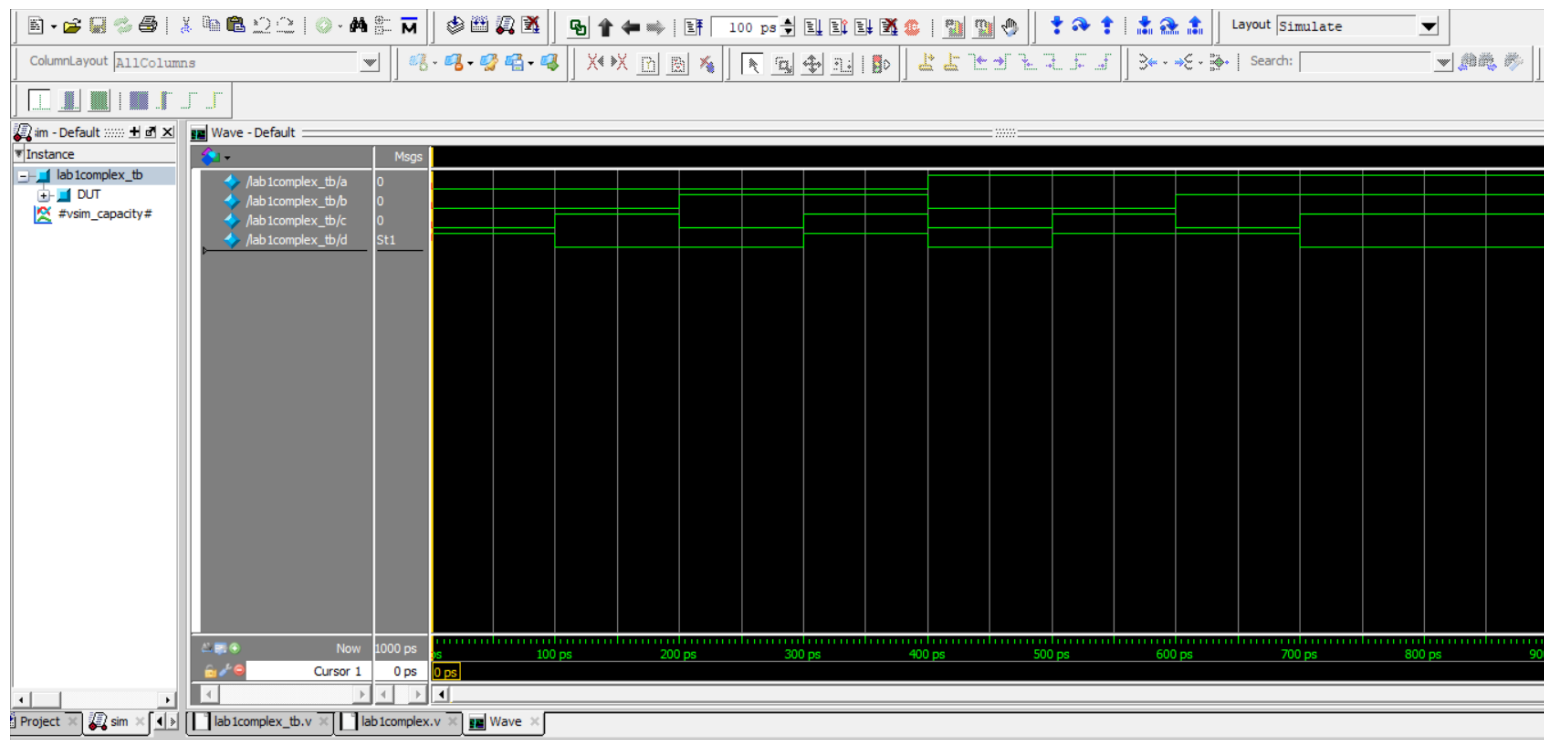 100 ps
Layout Simulate
ColumnLayout AllColumns
Search:
sim - Default
Wave - Default
Instance
Msgs
lab1complex_tb
DUT
#vsim_capacity#
/lab1complex_tb/a 0
/lab1complex_tb/b 0
/lab1complex_tb/c 0
/lab1complex_tb/d St1
Now 1000 ps
ps 100 ps 200 ps 300 ps 400 ps 500 ps 600 ps 700 ps 800 ps 90
Cursor 1 0 ps 0 ps
Project sim lab1complex_tb.v lab1complex.v Wave